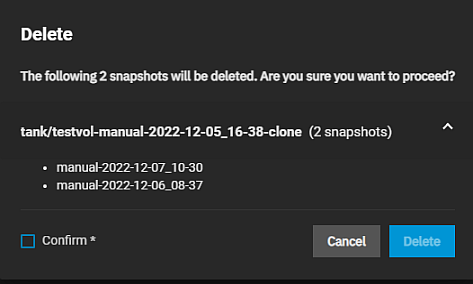 Delete
The following 2 snapshots will be deleted. Are you sure you want to proceed?
tank/testvol-manual-2022-12-05_16-38-clone (2 snapshots)
• manual-2022-12-07_10-30
• manual-2022-12-06_08-37
Confirm *
Cancel
Delete